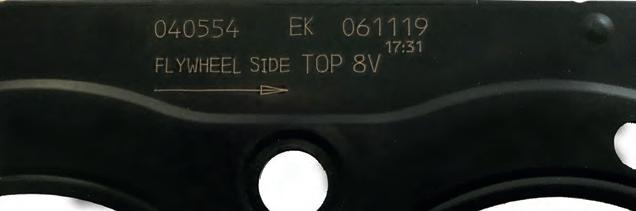 040554 EK 061119
17:31
FLYWHEEL SIDE TOP 8V